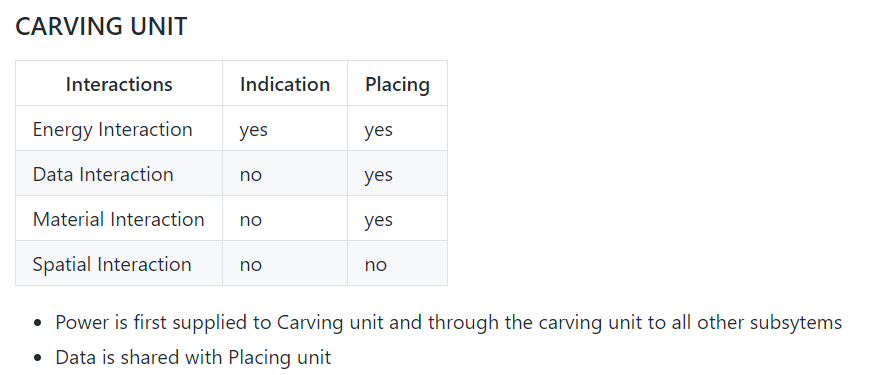 CARVING UNIT
Interactions Indication Placing
Energy Interaction yes yes
Data Interaction no yes
Material Interaction no yes
Spatial Interaction no no
Power is first supplied to Carving unit and through the carving unit to all other subsytems
Data is shared with Placing unit